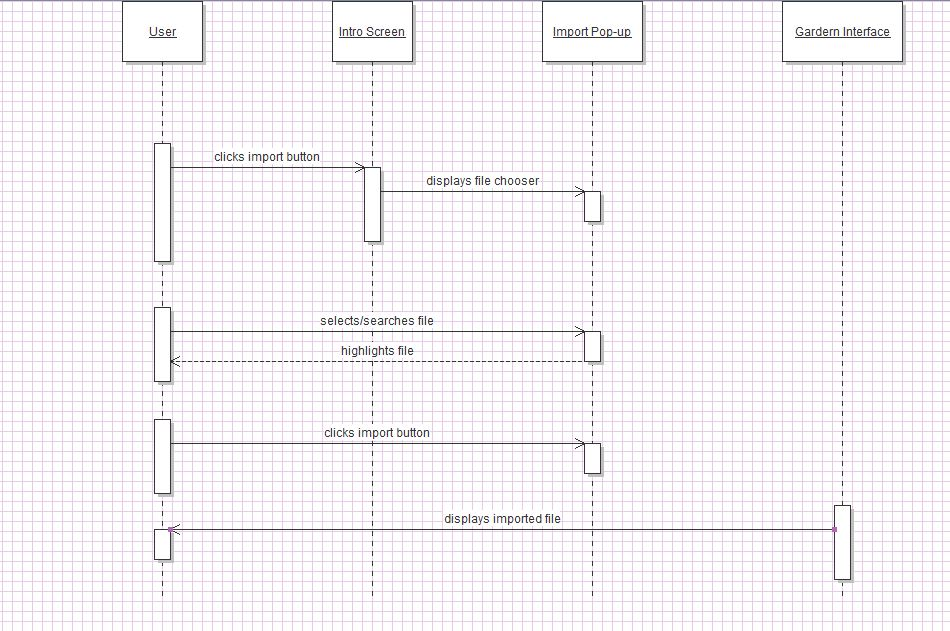 User
Intro Screen
Import Pop-up
Gardern Interface
clicks import button
displays file chooser
selects/searches file
highlights file
clicks import button
displays imported file